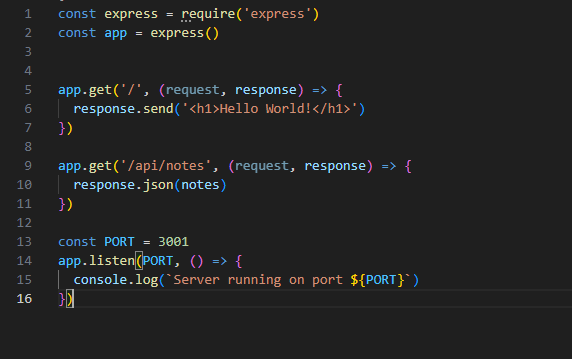 1 const express = require('express')
2 const app = express()
3
4
5 app.get('/', (request, response) => {
6   response.send('<h1>Hello World!</h1>')
7 })
8
9 app.get('/api/notes', (request, response) => {
10   response.json(notes)
11 })
12
13 const PORT = 3001
14 app.listen(PORT, () => {
15   console.log(`Server running on port ${PORT}`)
16 })